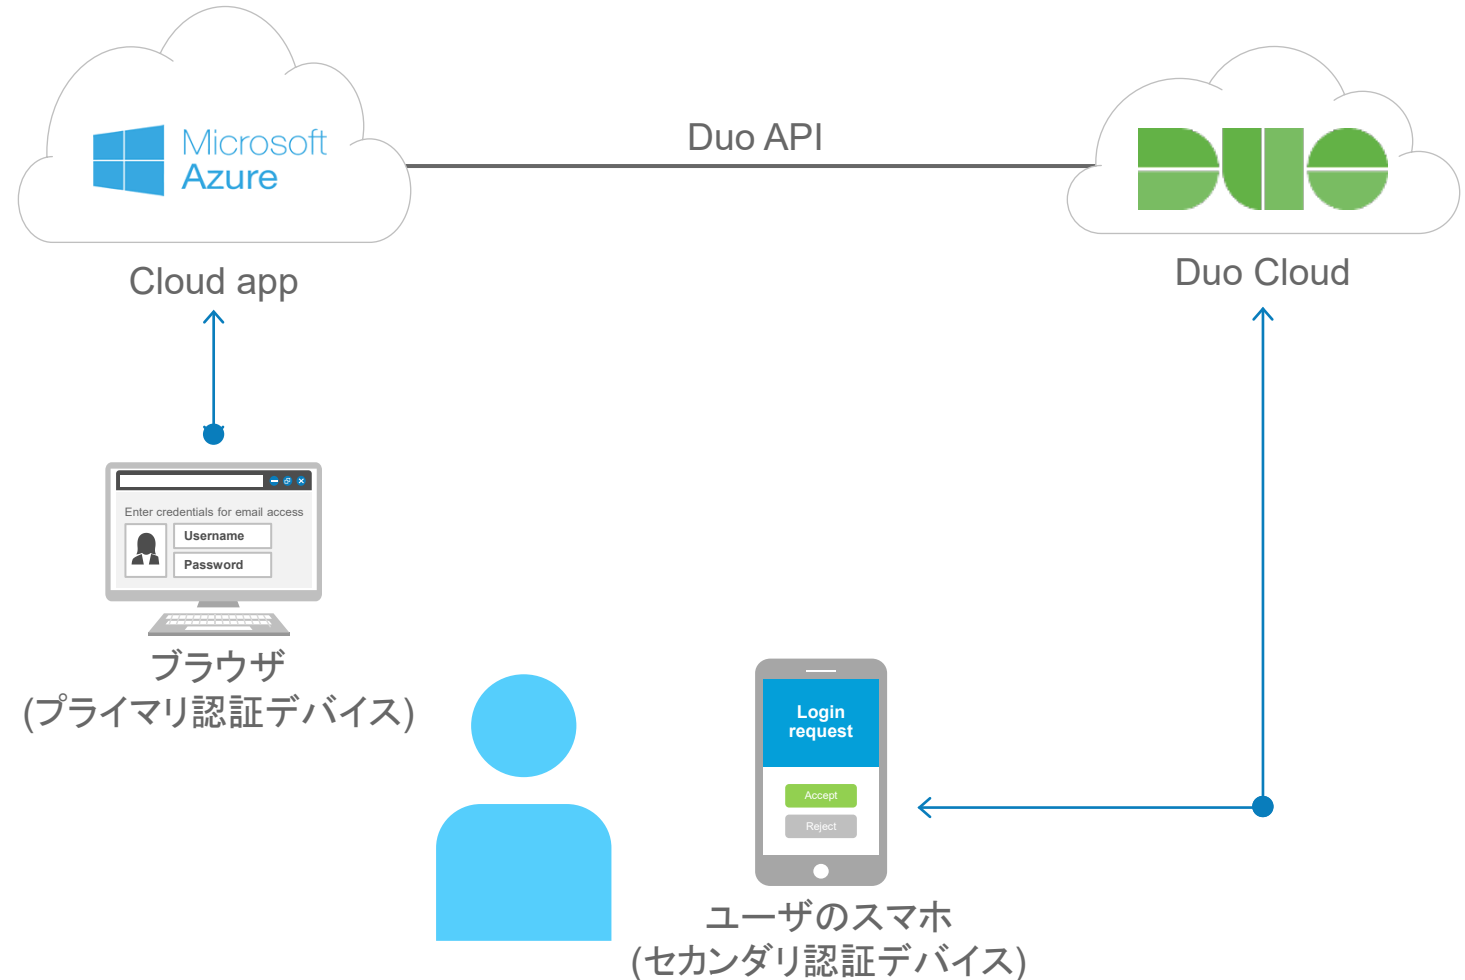 Microsoft
Azure
Duo API
DUO
Cloud app
Duo Cloud
Enter credentials for email access
Username
Password
ブラウザ
(プライマリ認証デバイス)
Login
request
Accept
Reject
ユーザのスマホ
(セカンダリ認証デバイス)